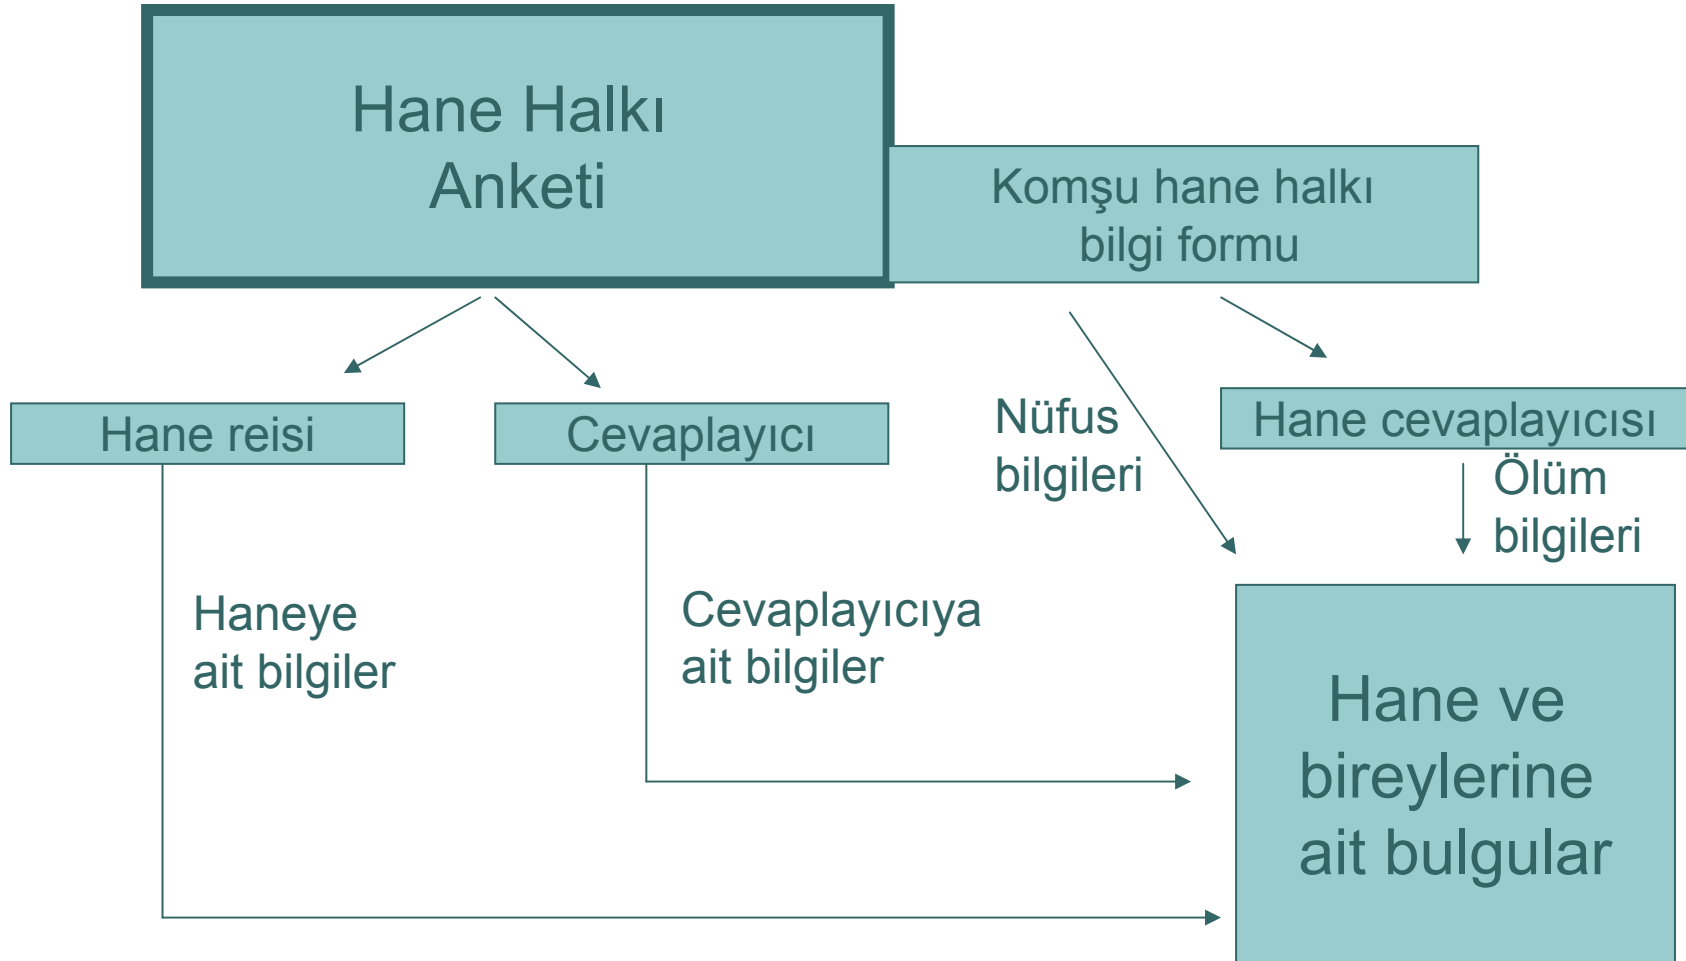 Hane Halkı
Anketi
Komşu hane halkı
bilgi formu
Hane reisi
Cevaplayıcı
Nüfus
bilgileri
Hane cevaplayıcısı
Ölüm
bilgileri
Haneye
ait bilgiler
Cevaplayıcıya
ait bilgiler
Hane ve
bireylerine
ait bulgular